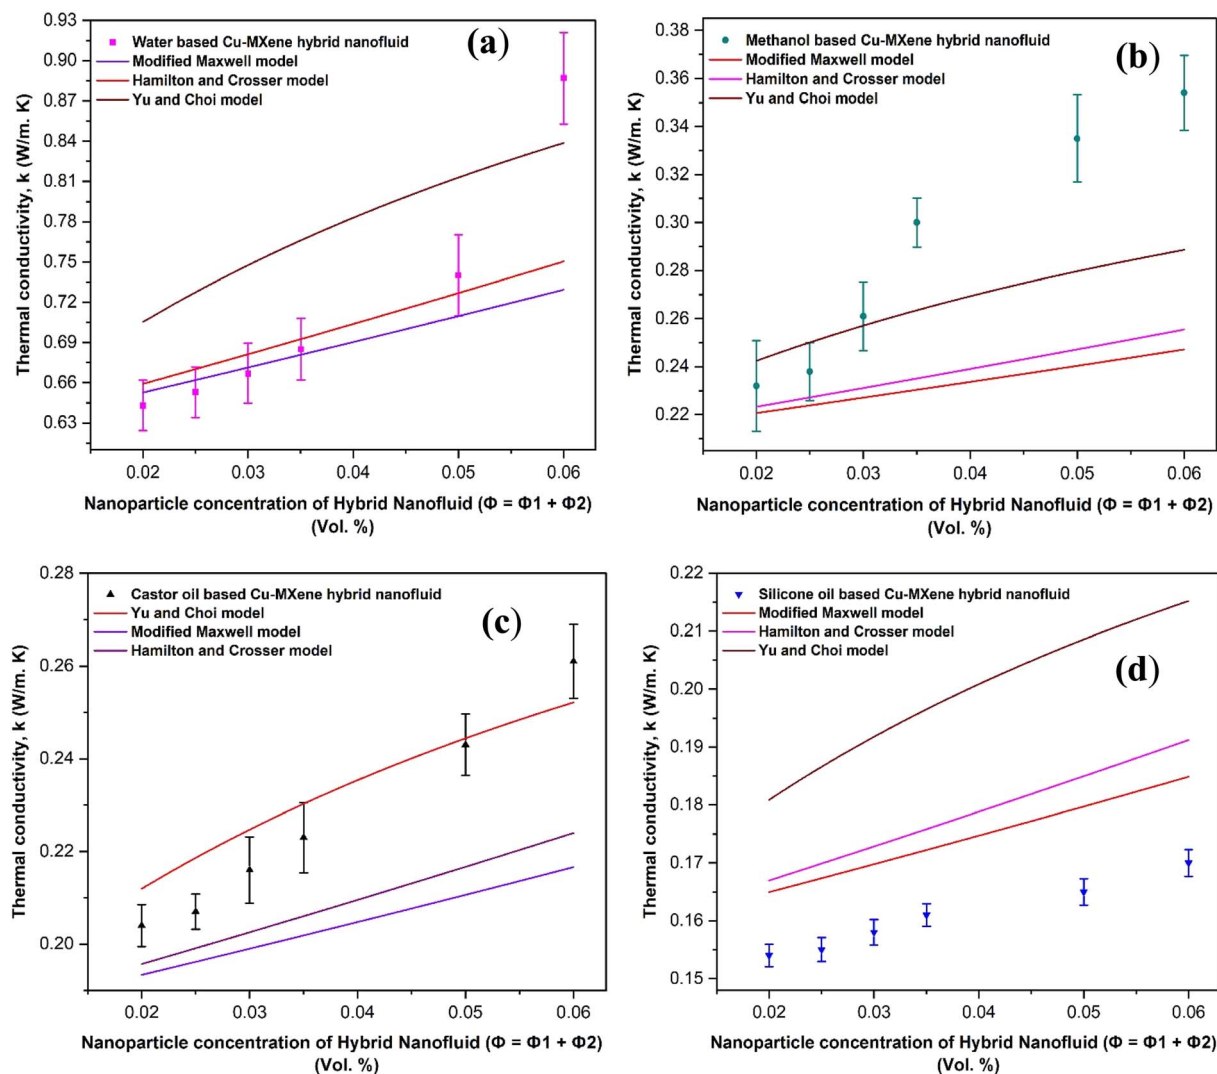 (a)
Water based Cu-MXene hybrid nanofluid
Modified Maxwell model
Hamilton and Crosser model
Yu and Choi model
Thermal conductivity, k (W/m. K)
0.93
0.90
0.87
0.84
0.81
0.78
0.75
0.72
0.69
0.66
0.63
0.02
0.03
0.04
0.05
0.06
Nanoparticle concentration of Hybrid Nanofluid (Φ = Φ1 + Φ2)
(Vol. %)
(b)
Methanol based Cu-MXene hybrid nanofluid
Modified Maxwell model
Hamilton and Crosser model
Yu and Choi model
Thermal conductivity, k (W/m. K)
0.38
0.36
0.34
0.32
0.30
0.28
0.26
0.24
0.22
0.02
0.03
0.04
0.05
0.06
Nanoparticle concentration of Hybrid Nanofluid (Φ = Φ1 + Φ2)
(Vol. %)
(c)
Castor oil based Cu-MXene hybrid nanofluid
Yu and Choi model
Modified Maxwell model
Hamilton and Crosser model
Thermal conductivity, k (W/m. K)
0.28
0.26
0.24
0.22
0.20
0.02
0.03
0.04
0.05
0.06
Nanoparticle concentration of Hybrid Nanofluid (Φ = Φ1 + Φ2)
(Vol. %)
(d)
Silicone oil based Cu-MXene hybrid nanofluid
Modified Maxwell model
Hamilton and Crosser model
Yu and Choi model
Thermal conductivity, k (W/m. K)
0.22
0.21
0.20
0.19
0.18
0.17
0.16
0.15
0.02
0.03
0.04
0.05
0.06
Nanoparticle concentration of Hybrid Nanofluid (Φ = Φ1 + Φ2)
(Vol. %)